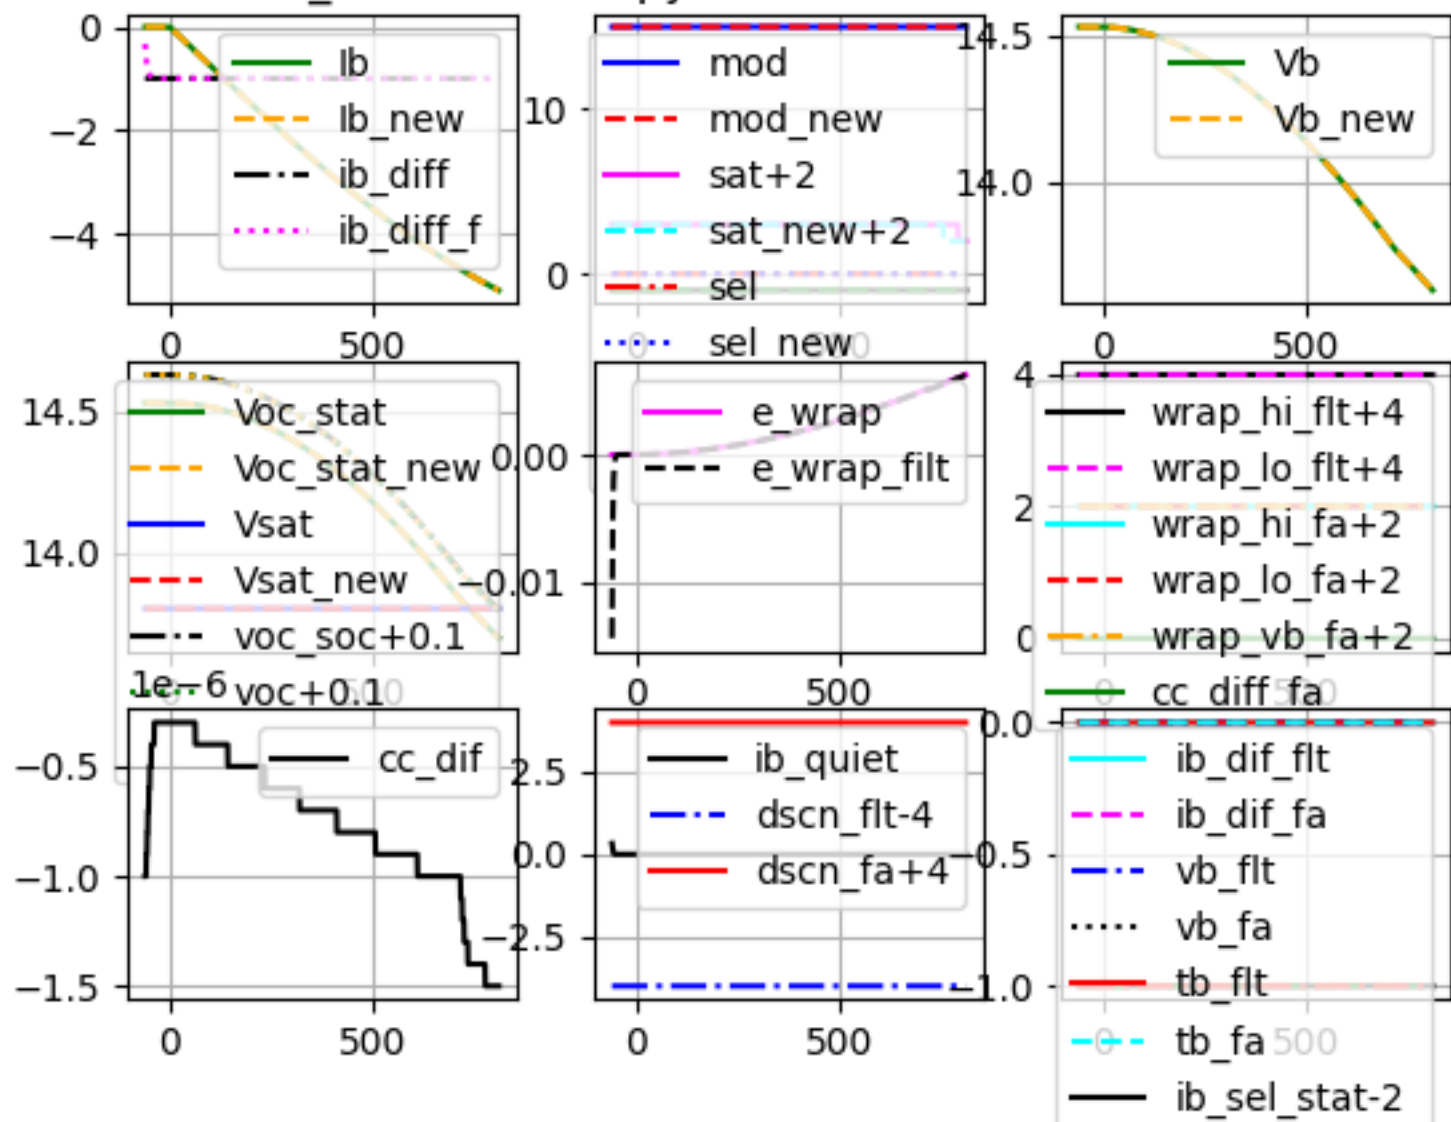 0
−2
−4
Ib
Ib_new
ib_diff
ib_diff_f
0
500
10
0
mod
mod_new
sat+2
sat_new+2
sel
sel_new
0
14.5
14.0
Vb
Vb_new
0
500
14.5
14.0
Voc_stat
Voc_stat_new
Vsat
Vsat_new
voc_soc+0.1
voc+0.1
0.00
−0.01
e_wrap
e_wrap_filt
0
500
4
2
0
wrap_hi_flt+4
wrap_lo_flt+4
wrap_hi_fa+2
wrap_lo_fa+2
wrap_vb_fa+2
cc_diff_fa
1e−6
−0.5
−1.0
−1.5
cc_dif
0
500
2.5
0.0
−2.5
ib_quiet
dscn_flt-4
dscn_fa+4
0
500
0.0
−0.5
−1.0
ib_dif_flt
ib_dif_fa
vb_flt
vb_fa
tb_flt
tb_fa
ib_sel_stat-2
0
500